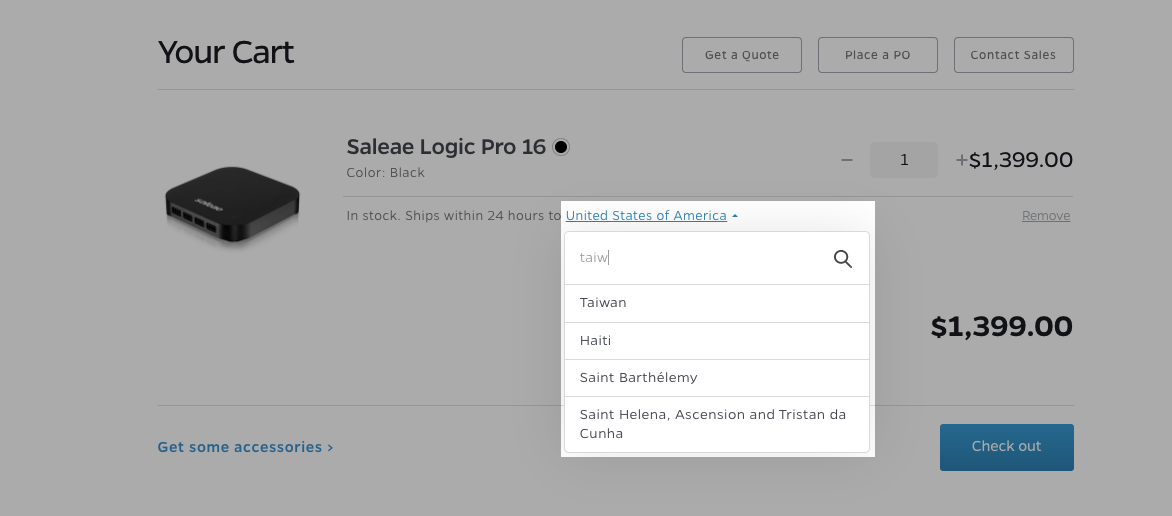 Your Cart
Get a Quote
Place a PO
Contact Sales
Saleae Logic Pro 16
Color: Black
− 1 +$1,399.00
saleae
In stock. Ships within 24 hours to United States of America
Remove
taiw
Taiwan
Haiti
Saint Barthélemy
Saint Helena, Ascension and Tristan da
Cunha
$1,399.00
Get some accessories ›
Check out